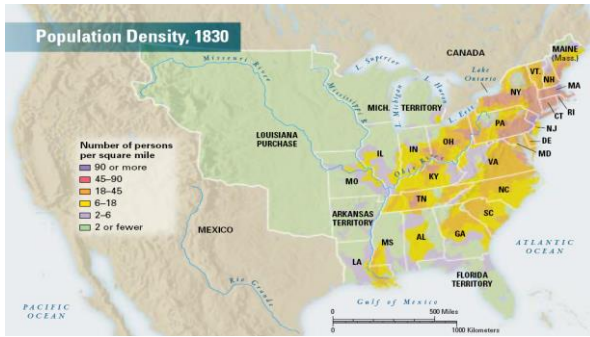 Population Density, 1830
CANADA
MAINE
(Mass.)
Missouri River
L. Superior
Mississippi R.
L. Michigan
L. Huron
Lake
Ontario
L. Erie
VT.
NH
MA
NY
RI
CT
MICH. TERRITORY
LOUISIANA
PURCHASE
PA
NJ
DE
MD
OH
IN
IL
Ohio River
VA
KY
MO
NC
TN
SC
ARKANSAS
TERRITORY
MS
AL
GA
LA
FLORIDA
TERRITORY
MEXICO
Rio Grande
Number of persons
per square mile
90 or more
45–90
18–45
6–18
2–6
2 or fewer
ATLANTIC
OCEAN
PACIFIC
OCEAN
Gulf of Mexico
0 500 Miles
0 1000 Kilometers